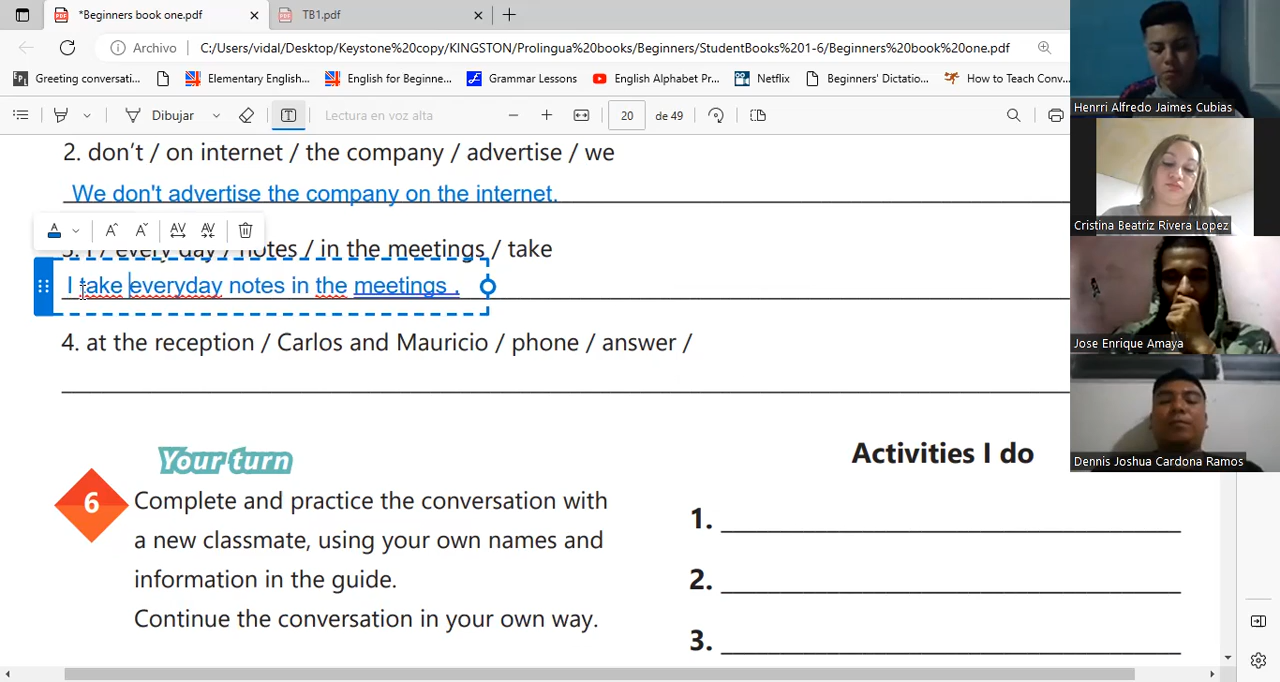 *Beginners book one.pdf
TB1.pdf
Archivo
C:/Users/vidal/Desktop/Keystone%20copy/KINGSTON/Prolingua%20books/Beginners/StudentBooks%201-6/Beginners%20book%20one.pdf
Greeting conversati...
Elementary English...
English for Beginne...
Grammar Lessons
English Alphabet Pr...
Netflix
Beginners' Dictatio...
How to Teach Conv...
Dibujar
Lectura en voz alta
20
de 49
2. don't / on internet / the company / advertise / we
We don't advertise the company on the internet.
3. I / every day / notes / in the meetings / take
I take everyday notes in the meetings .
4. at the reception / Carlos and Mauricio / phone / answer /
Your turn
6
Complete and practice the conversation with
a new classmate, using your own names and
information in the guide.
Continue the conversation in your own way.
Activities I do
1.
2.
3.
Henrri Alfredo Jaimes Cubias
Cristina Beatriz Rivera Lopez
Jose Enrique Amaya
Dennis Joshua Cardona Ramos